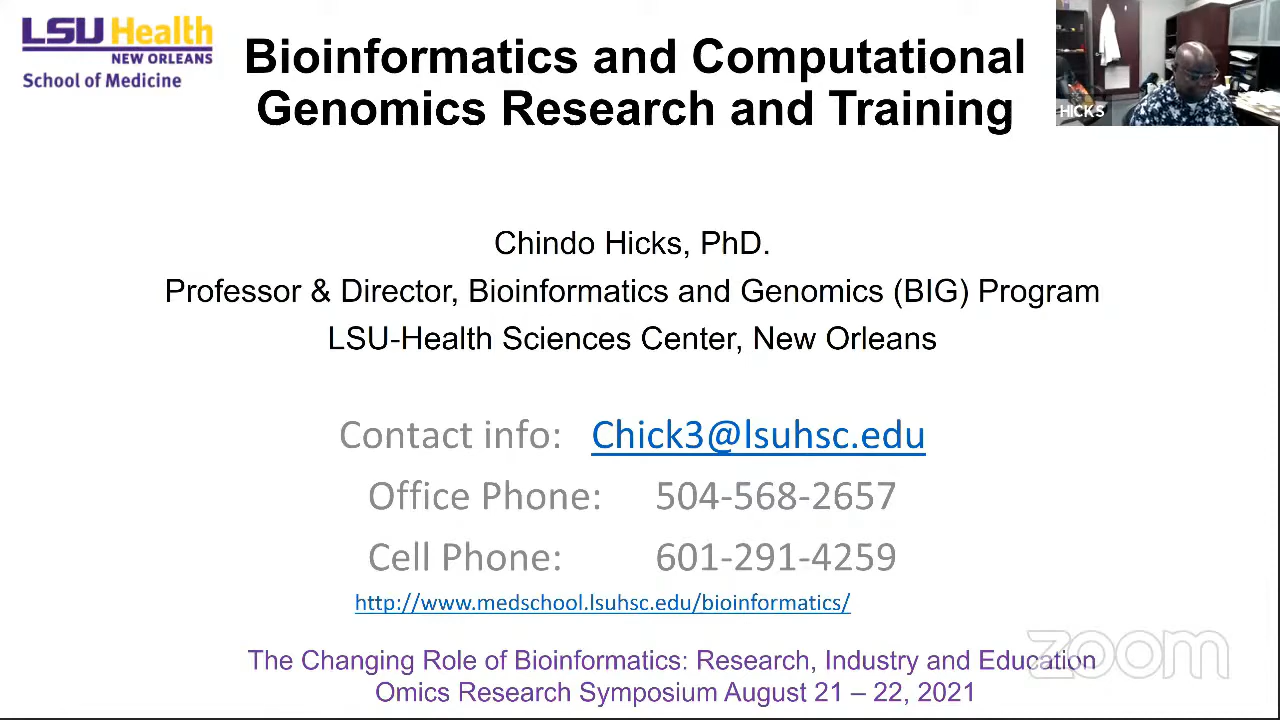 LSU Health
NEW ORLEANS
School of Medicine
Bioinformatics and Computational
Genomics Research and Training
HICK5
Chindo Hicks, PhD.
Professor & Director, Bioinformatics and Genomics (BIG) Program
LSU-Health Sciences Center, New Orleans
Contact info: Chick3@lsuhsc.edu
Office Phone: 504-568-2657
Cell Phone: 601-291-4259
http://www.medschool.lsuhsc.edu/bioinformatics/
The Changing Role of Bioinformatics: Research, Industry and Education
Omics Research Symposium August 21 – 22, 2021
zoom